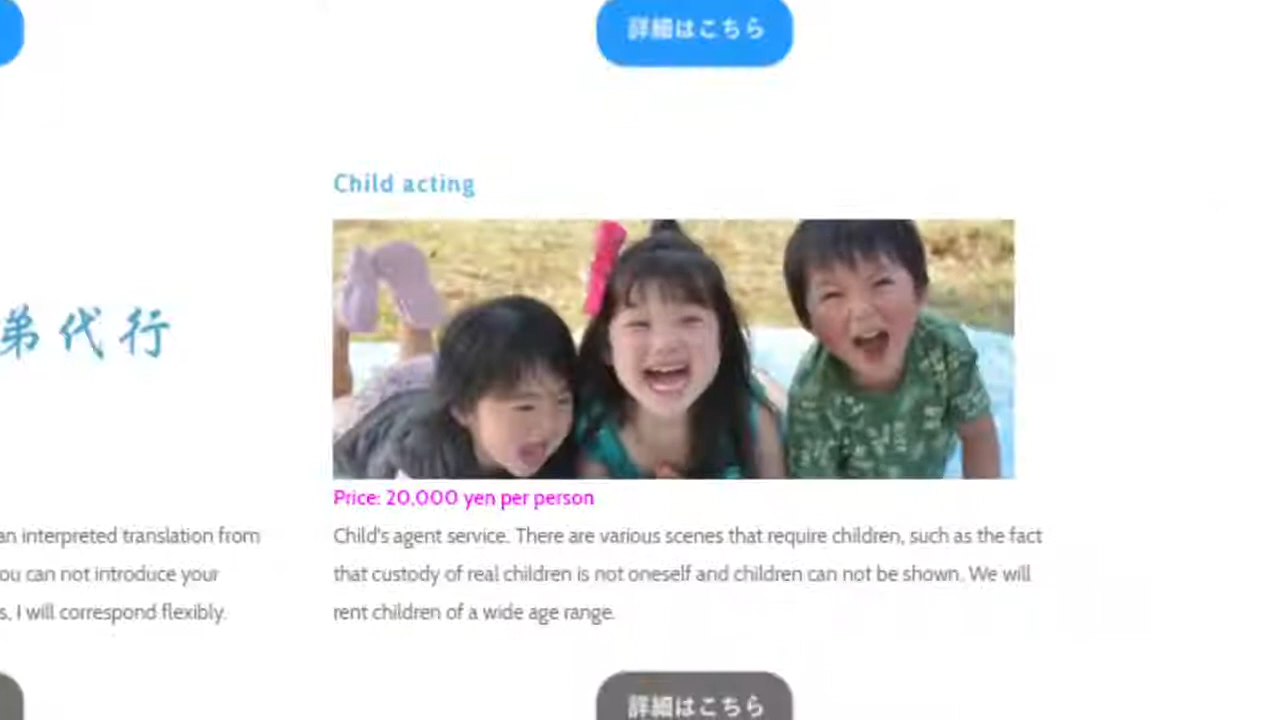 詳細はこちら
Child acting
弟代行
Price: 20,000 yen per person
an interpreted translation from
ou can not introduce your
s, I will correspond flexibly.
Child's agent service. There are various scenes that require children, such as the fact
that custody of real children is not oneself and children can not be shown. We will
rent children of a wide age range.
詳細はこちら